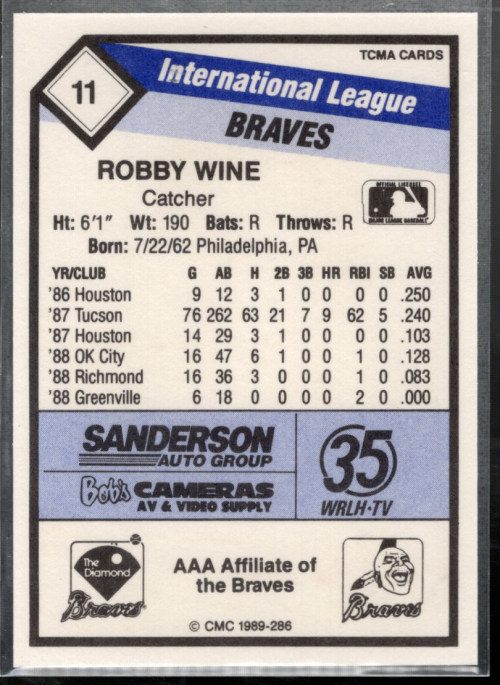 TCMA CARDS
11
International League
BRAVES
ROBBY WINE
Catcher
OFFICIAL LICENSEE
MAJOR LEAGUE BASEBALL
Ht: 6'1" Wt: 190 Bats: R Throws: R
Born: 7/22/62 Philadelphia, PA
YR/CLUB G AB H 2B 3B HR RBI SB AVG
'86 Houston 9 12 3 1 0 0 0 0 .250
'87 Tucson 76 262 63 21 7 9 62 5 .240
'87 Houston 14 29 3 1 0 0 0 0 .103
'88 OK City 16 47 6 1 0 0 1 0 .128
'88 Richmond 16 36 3 0 0 0 1 0 .083
'88 Greenville 6 18 0 0 0 0 2 0 .000
SANDERSON
AUTO GROUP
Bob's CAMERAS
AV & VIDEO SUPPLY
35
WRLH-TV
The
Diamond
Braves
AAA Affiliate of
the Braves
Braves
© CMC 1989-286